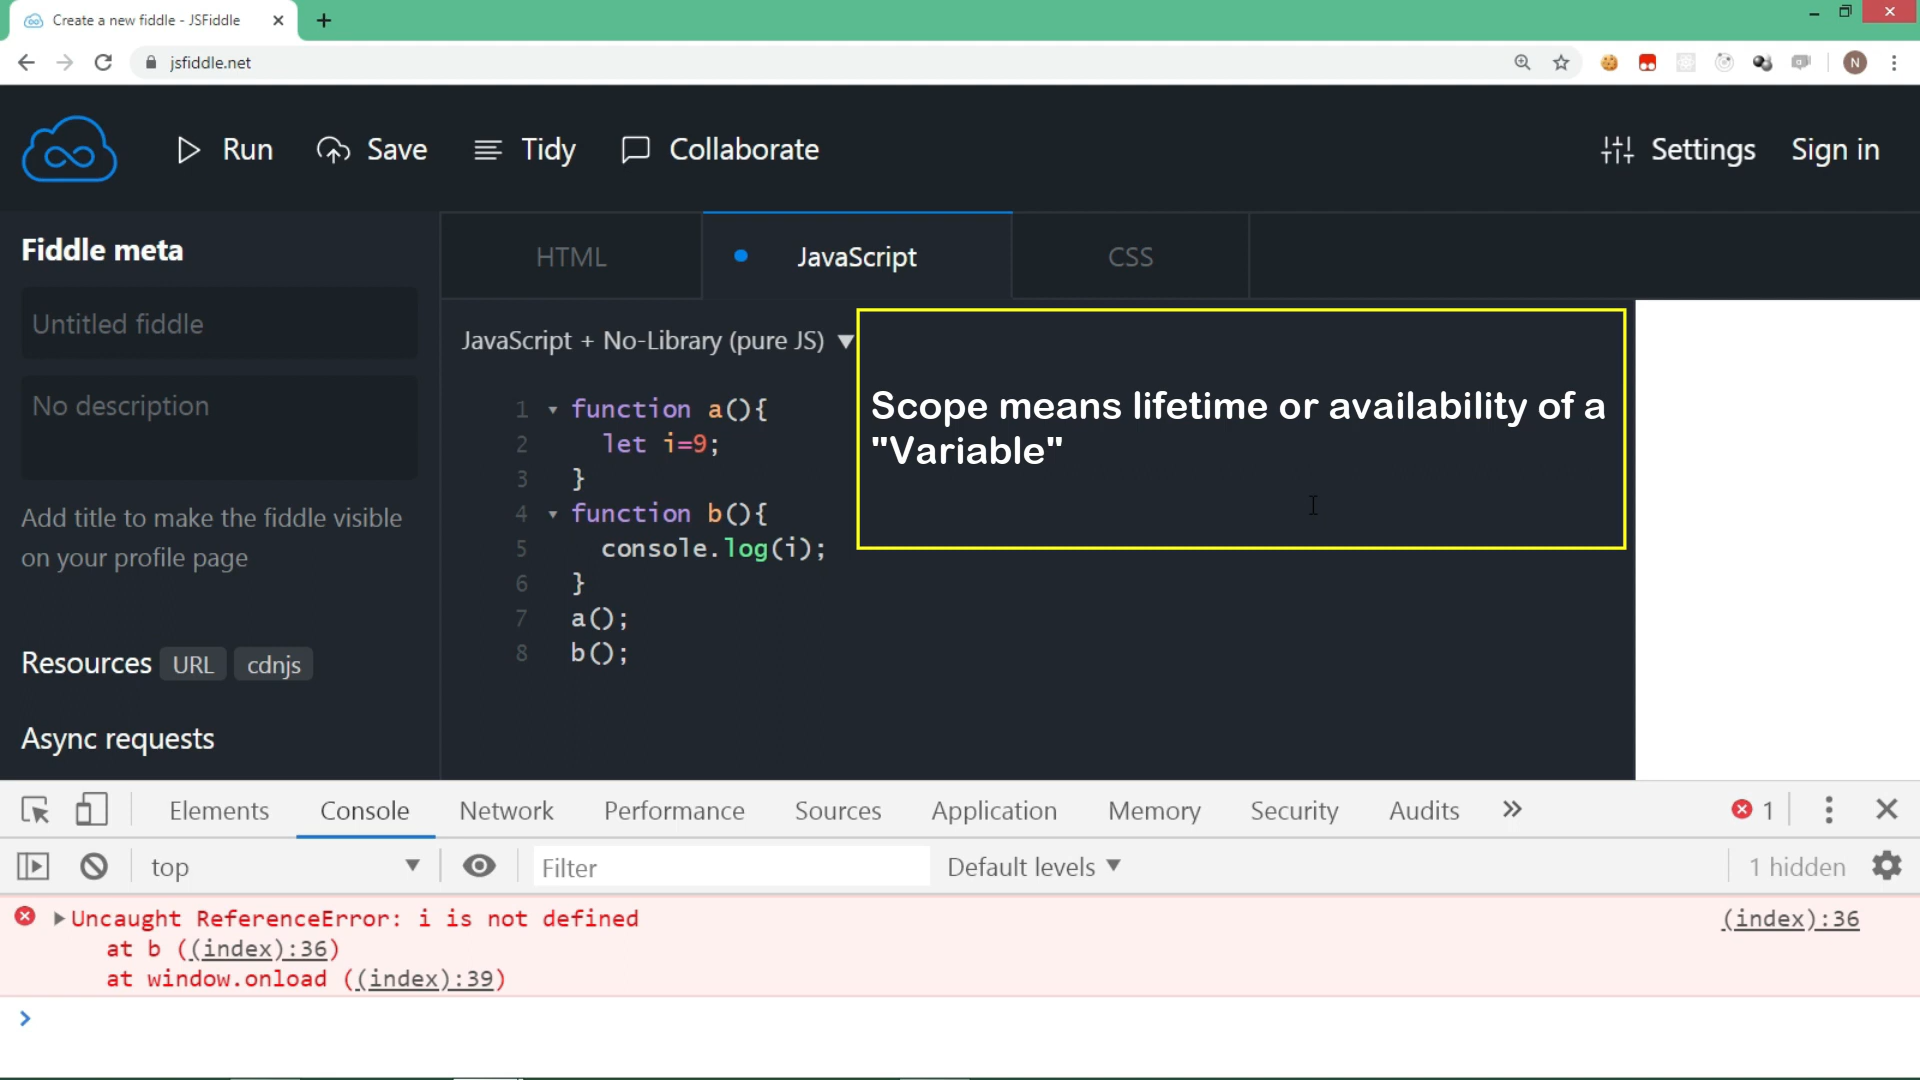 Create a new fiddle - JSFiddle
jsfiddle.net
N
Run Save Tidy Collaborate Settings Sign in
Fiddle meta
HTML JavaScript CSS
Untitled fiddle
No description
Add title to make the fiddle visible
on your profile page
Resources URL cdnjs
Async requests
JavaScript + No-Library (pure JS) ▼
1 function a(){
2 let i=9;
3 }
4 function b(){
5 console.log(i);
6 }
7 a();
8 b();
Scope means lifetime or availability of a
"Variable"
Elements Console Network Performance Sources Application Memory Security Audits » 1
top Filter Default levels ▼ 1 hidden
Uncaught ReferenceError: i is not defined (index):36
at b ((index):36)
at window.onload ((index):39)